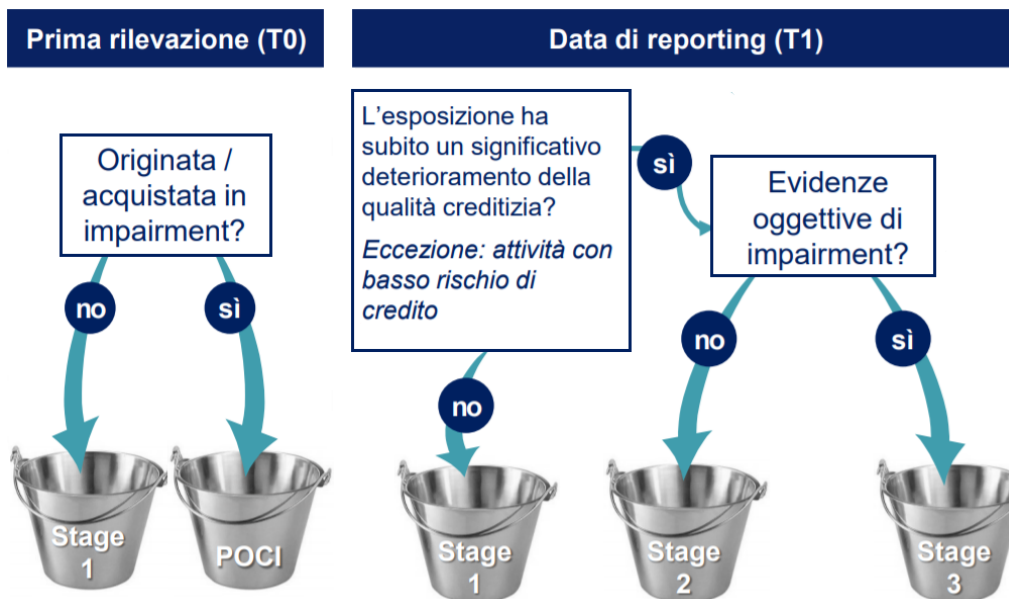 Prima rilevazione (T0)
Data di reporting (T1)
Originata /
acquistata in
impairment?
no
sì
Stage
1
POCI
L'esposizione ha
subito un significativo
deterioramento della
qualità creditizia?
Eccezione: attività con
basso rischio di
credito
sì
Evidenze
oggettive di
impairment?
no
no
sì
Stage
1
Stage
2
Stage
3